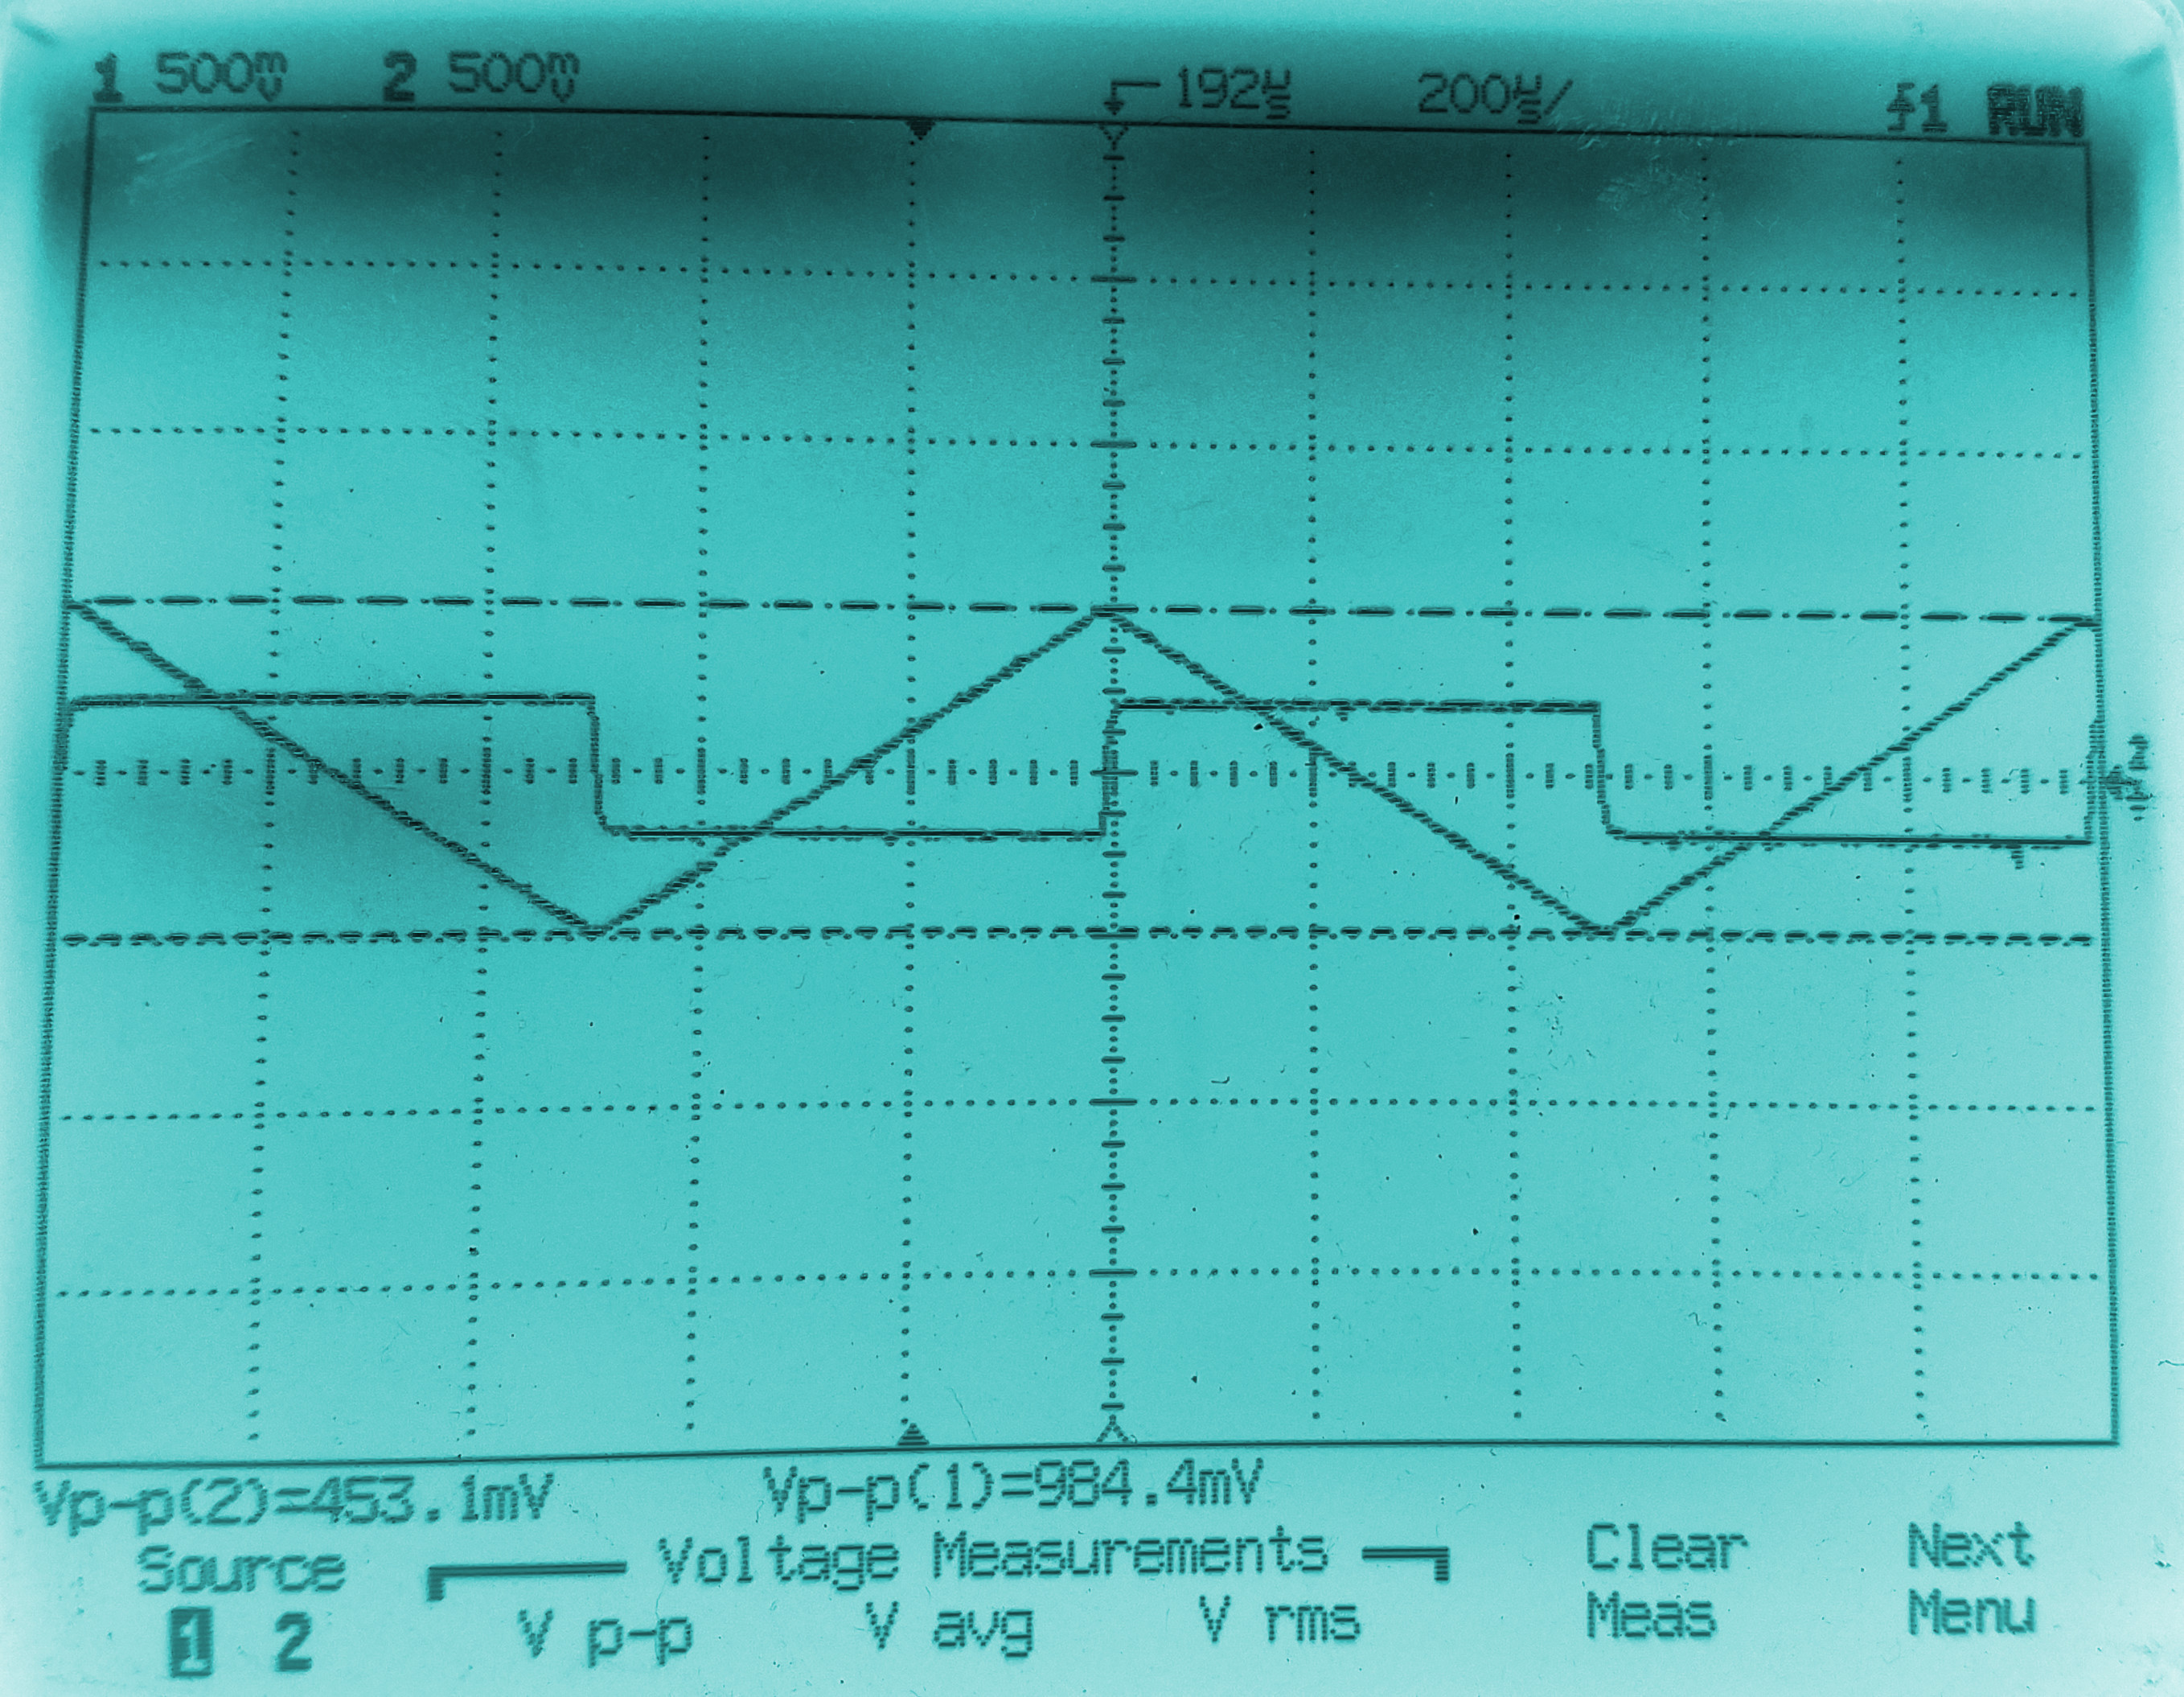 1 500mV 2 500mV 192µs 200µs/ 1 RUN
Vp-p(2)=453.1mV Vp-p(1)=984.4mV
Source Voltage Measurements Clear Next
1 2 V p-p V avg V rms Meas Menu